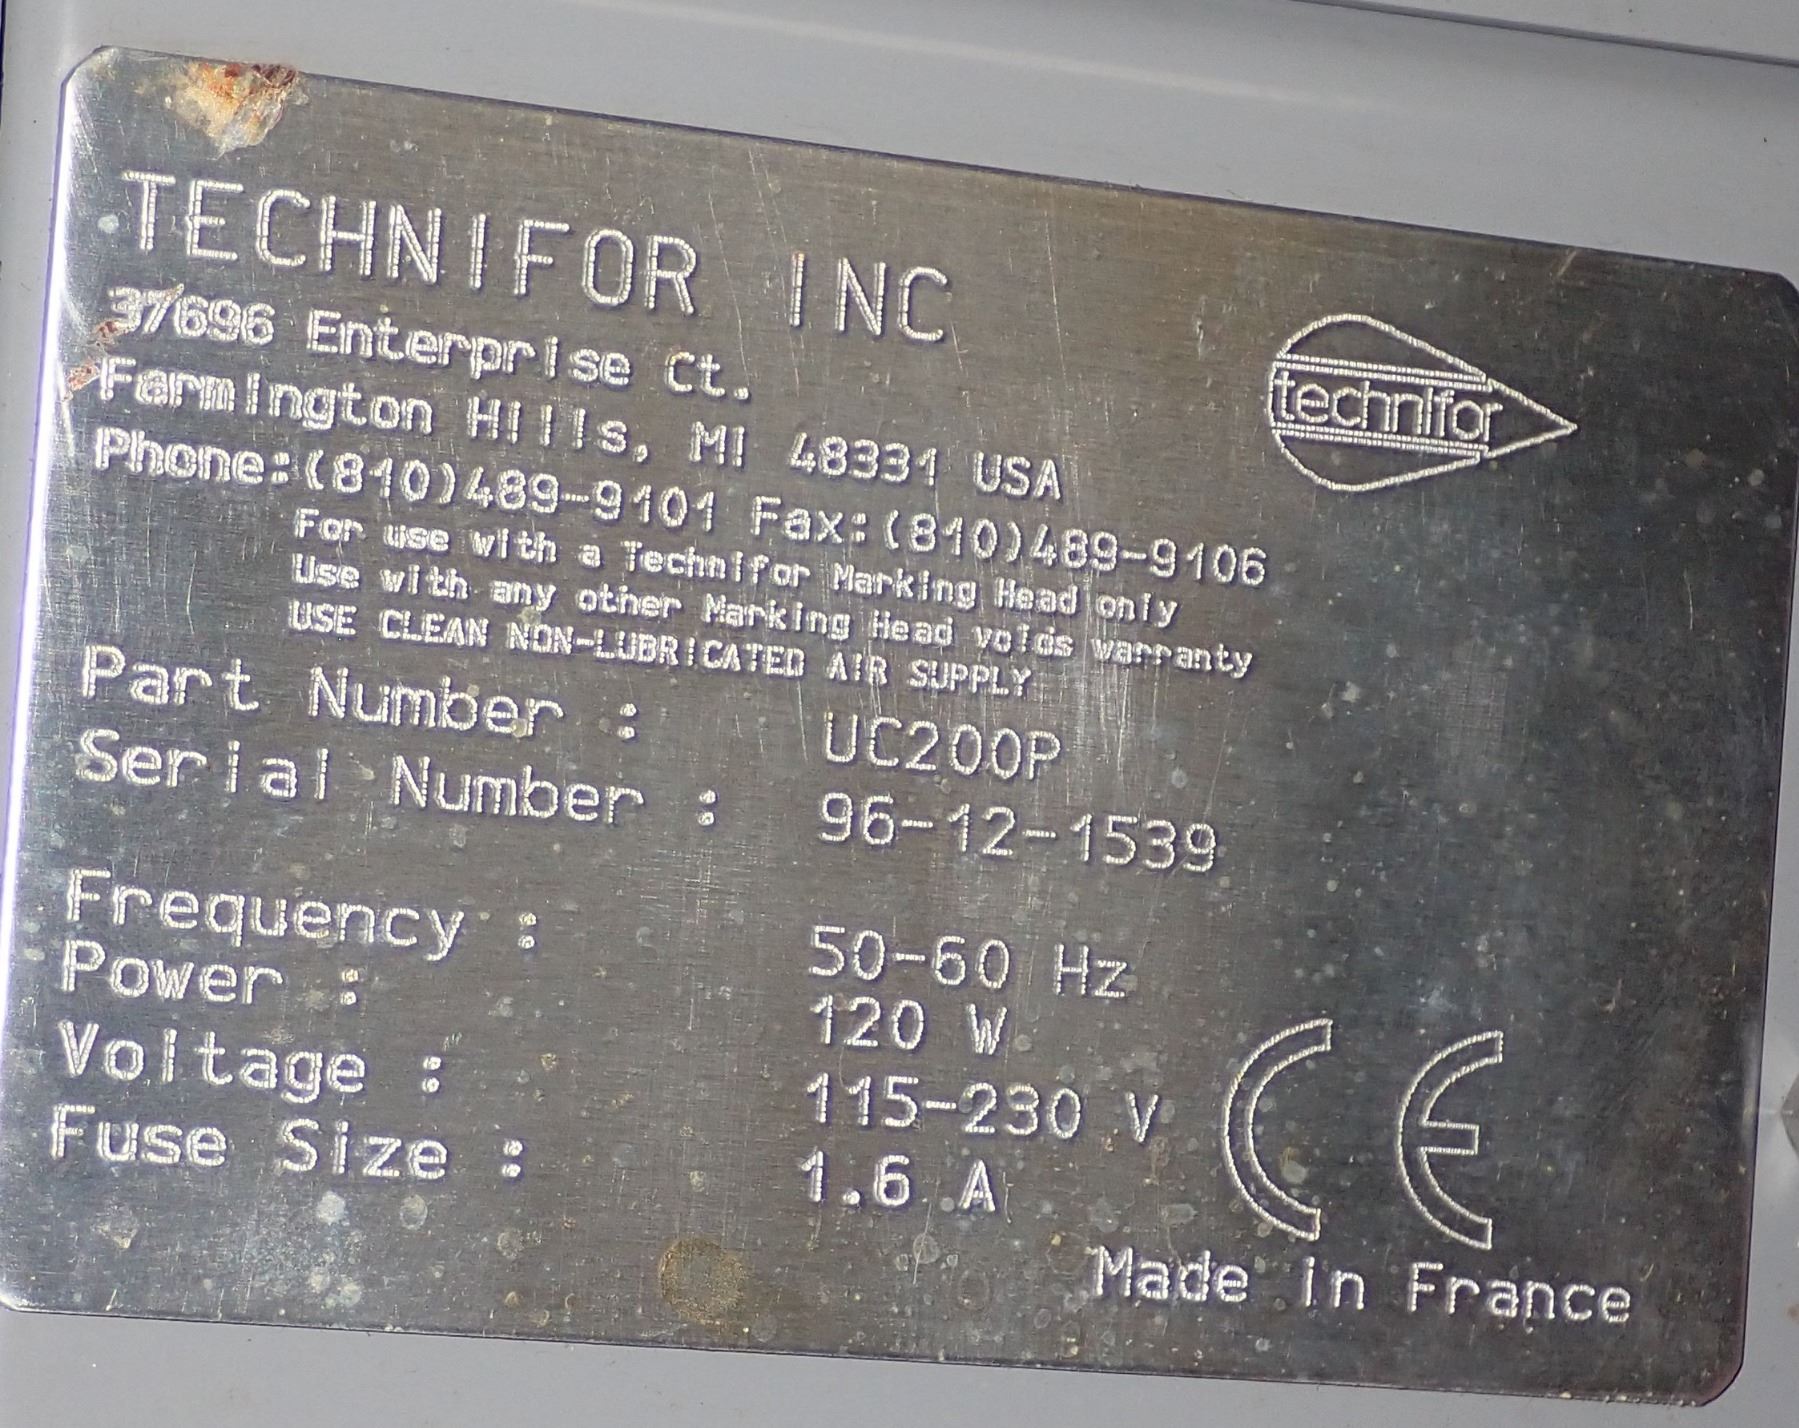 TECHNIFOR INC
37696 Enterprise Ct.
Farmington Hills, MI 48331 USA
Phone:(810)489-9101 Fax:(810)489-9106
technifor
For use with a Technifor Marking Head only
Use with any other Marking Head voids warranty
USE CLEAN NON-LUBRICATED AIR SUPPLY
Part Number : UC200P
Serial Number : 96-12-1539
Frequency : 50-60 Hz
Power : 120 W
Voltage : 115-230 V
Fuse Size : 1.6 A
CE
Made in France